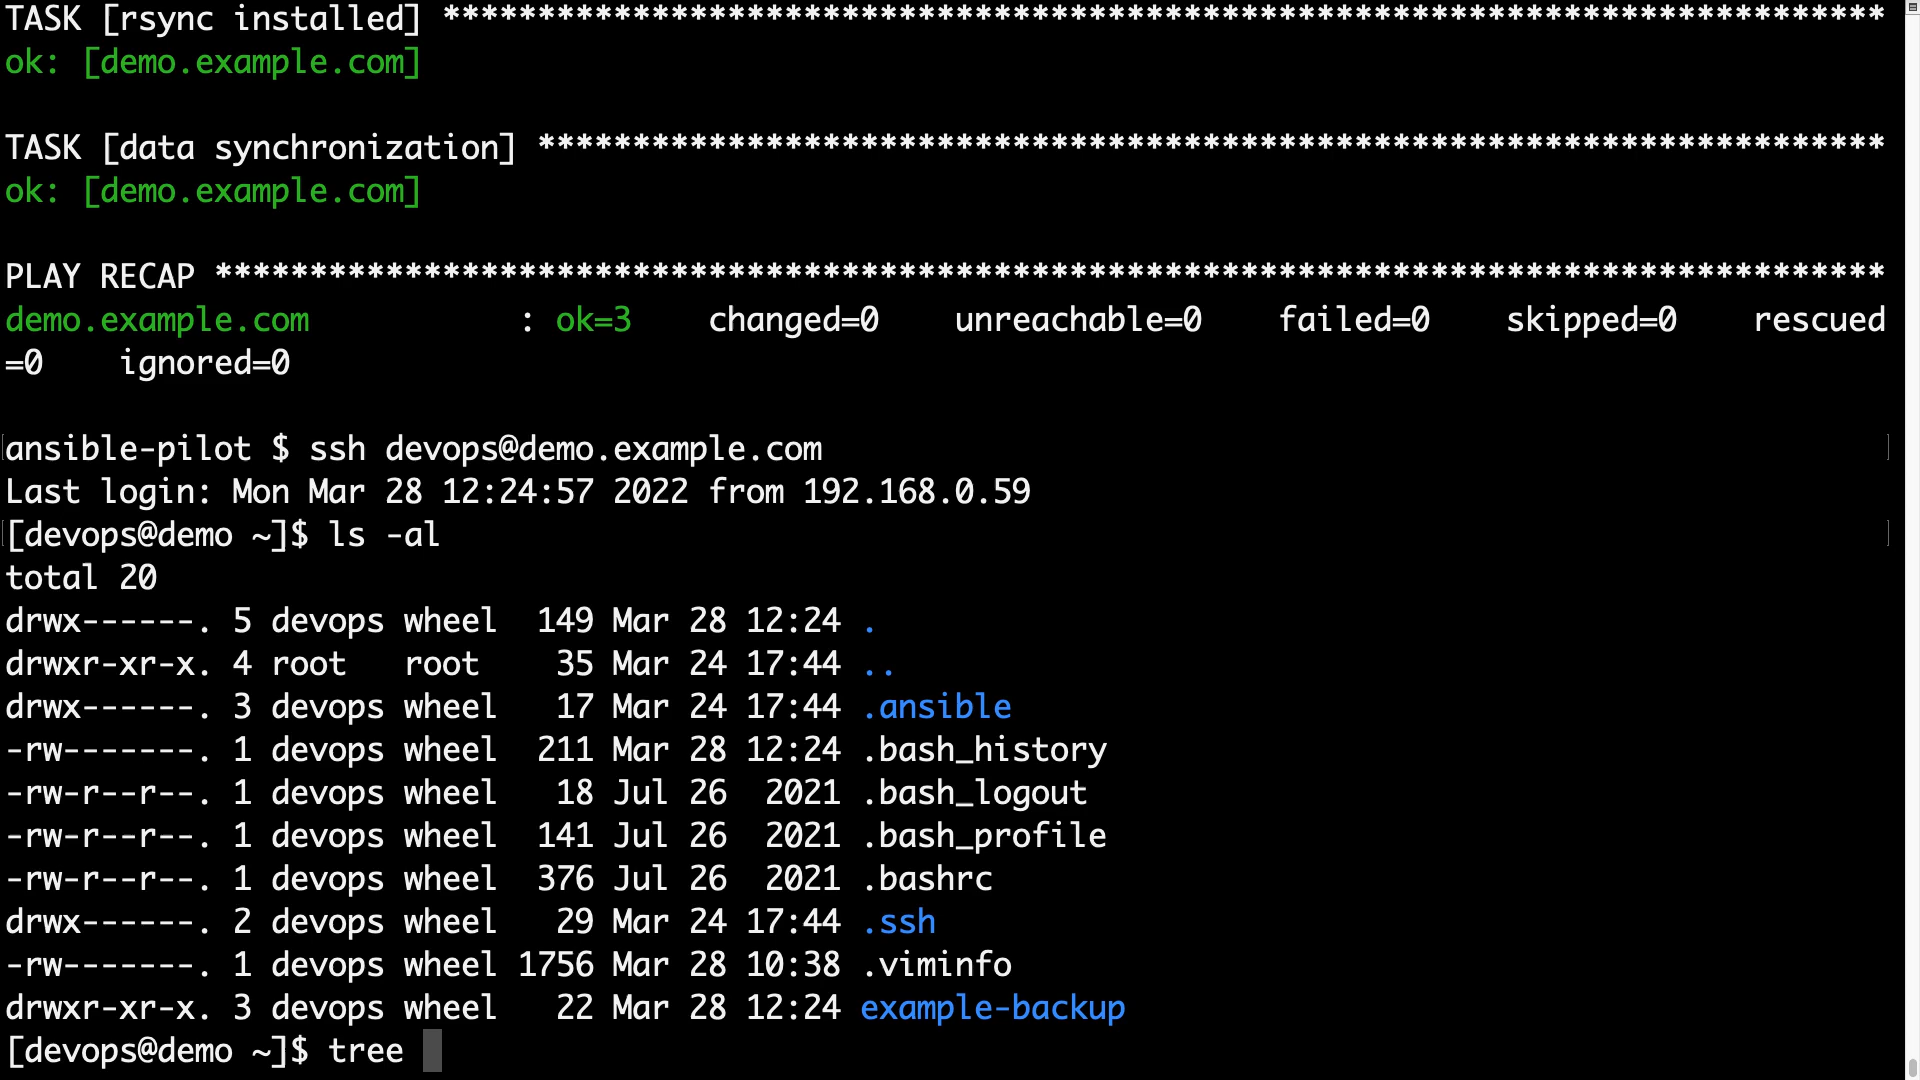 TASK [rsync installed] ****************************************************************************
ok: [demo.example.com]
TASK [data synchronization] ***********************************************************************
ok: [demo.example.com]
PLAY RECAP ****************************************************************************************
demo.example.com           : ok=3    changed=0    unreachable=0    failed=0    skipped=0    rescued
=0    ignored=0
ansible-pilot $ ssh devops@demo.example.com
Last login: Mon Mar 28 12:24:57 2022 from 192.168.0.59
[devops@demo ~]$ ls -al
total 20
drwx------. 5 devops wheel  149 Mar 28 12:24 .
drwxr-xr-x. 4 root   root    35 Mar 24 17:44 ..
drwx------. 3 devops wheel   17 Mar 24 17:44 .ansible
-rw-------. 1 devops wheel  211 Mar 28 12:24 .bash_history
-rw-r--r--. 1 devops wheel   18 Jul 26  2021 .bash_logout
-rw-r--r--. 1 devops wheel  141 Jul 26  2021 .bash_profile
-rw-r--r--. 1 devops wheel  376 Jul 26  2021 .bashrc
drwx------. 2 devops wheel   29 Mar 24 17:44 .ssh
-rw-------. 1 devops wheel 1756 Mar 28 10:38 .viminfo
drwxr-xr-x. 3 devops wheel   22 Mar 28 12:24 example-backup
[devops@demo ~]$ tree